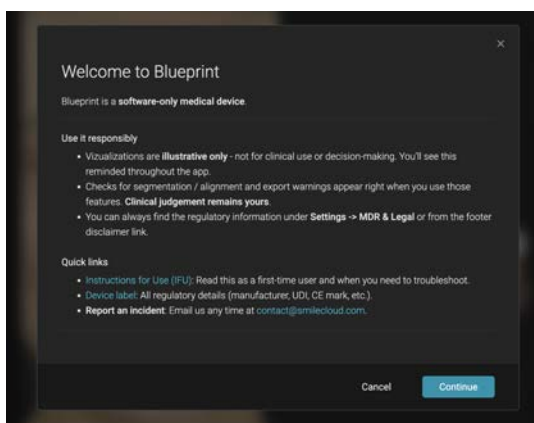 Welcome to Blueprint
Blueprint is a software-only medical device.
Use it responsibly
• Vizualizations are illustrative only - not for clinical use or decision-making. You'll see this
reminded throughout the app.
• Checks for segmentation / alignment and export warnings appear right when you use those
features. Clinical judgement remains yours.
• You can always find the regulatory information under Settings -> MDR & Legal or from the footer
disclaimer link.
Quick links
• Instructions for Use (IFU): Read this as a first-time user and when you need to troubleshoot.
• Device label: All regulatory details (manufacturer, UDI, CE mark, etc.).
• Report an incident: Email us any time at contact@smilecloud.com.
Cancel Continue